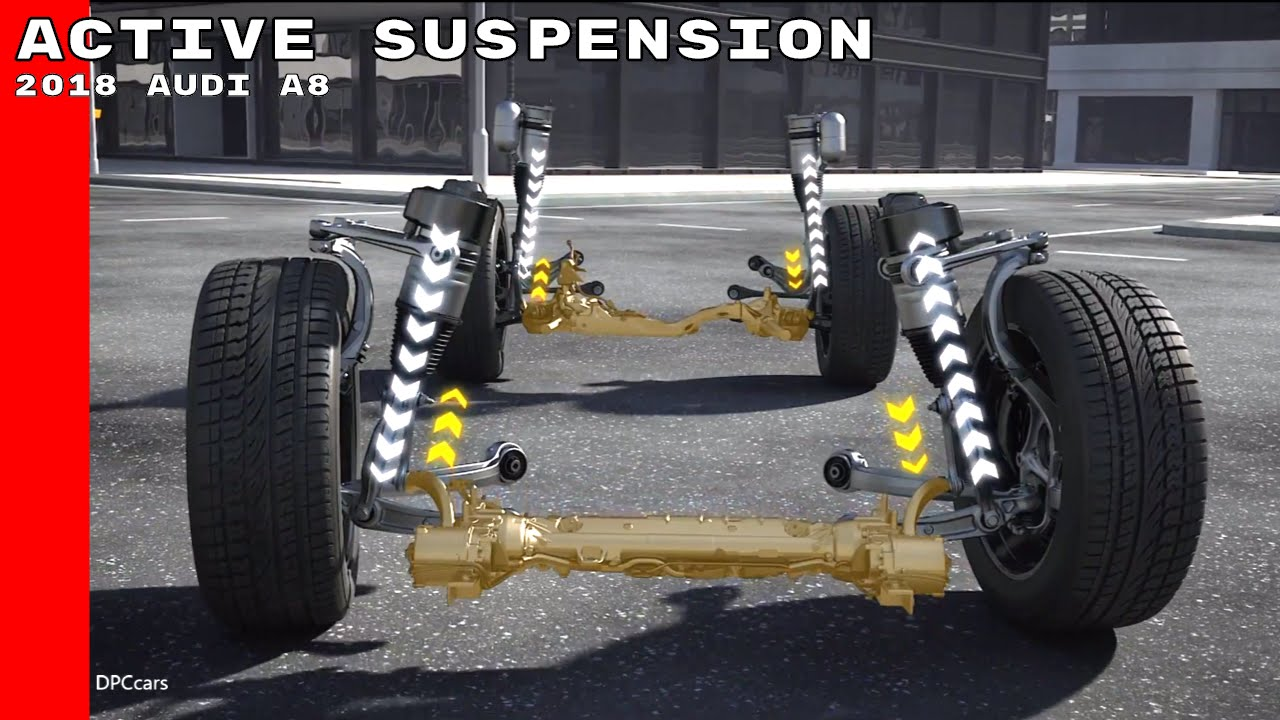 ACTIVE SUSPENSION
2018 AUDI A8
DPCcars